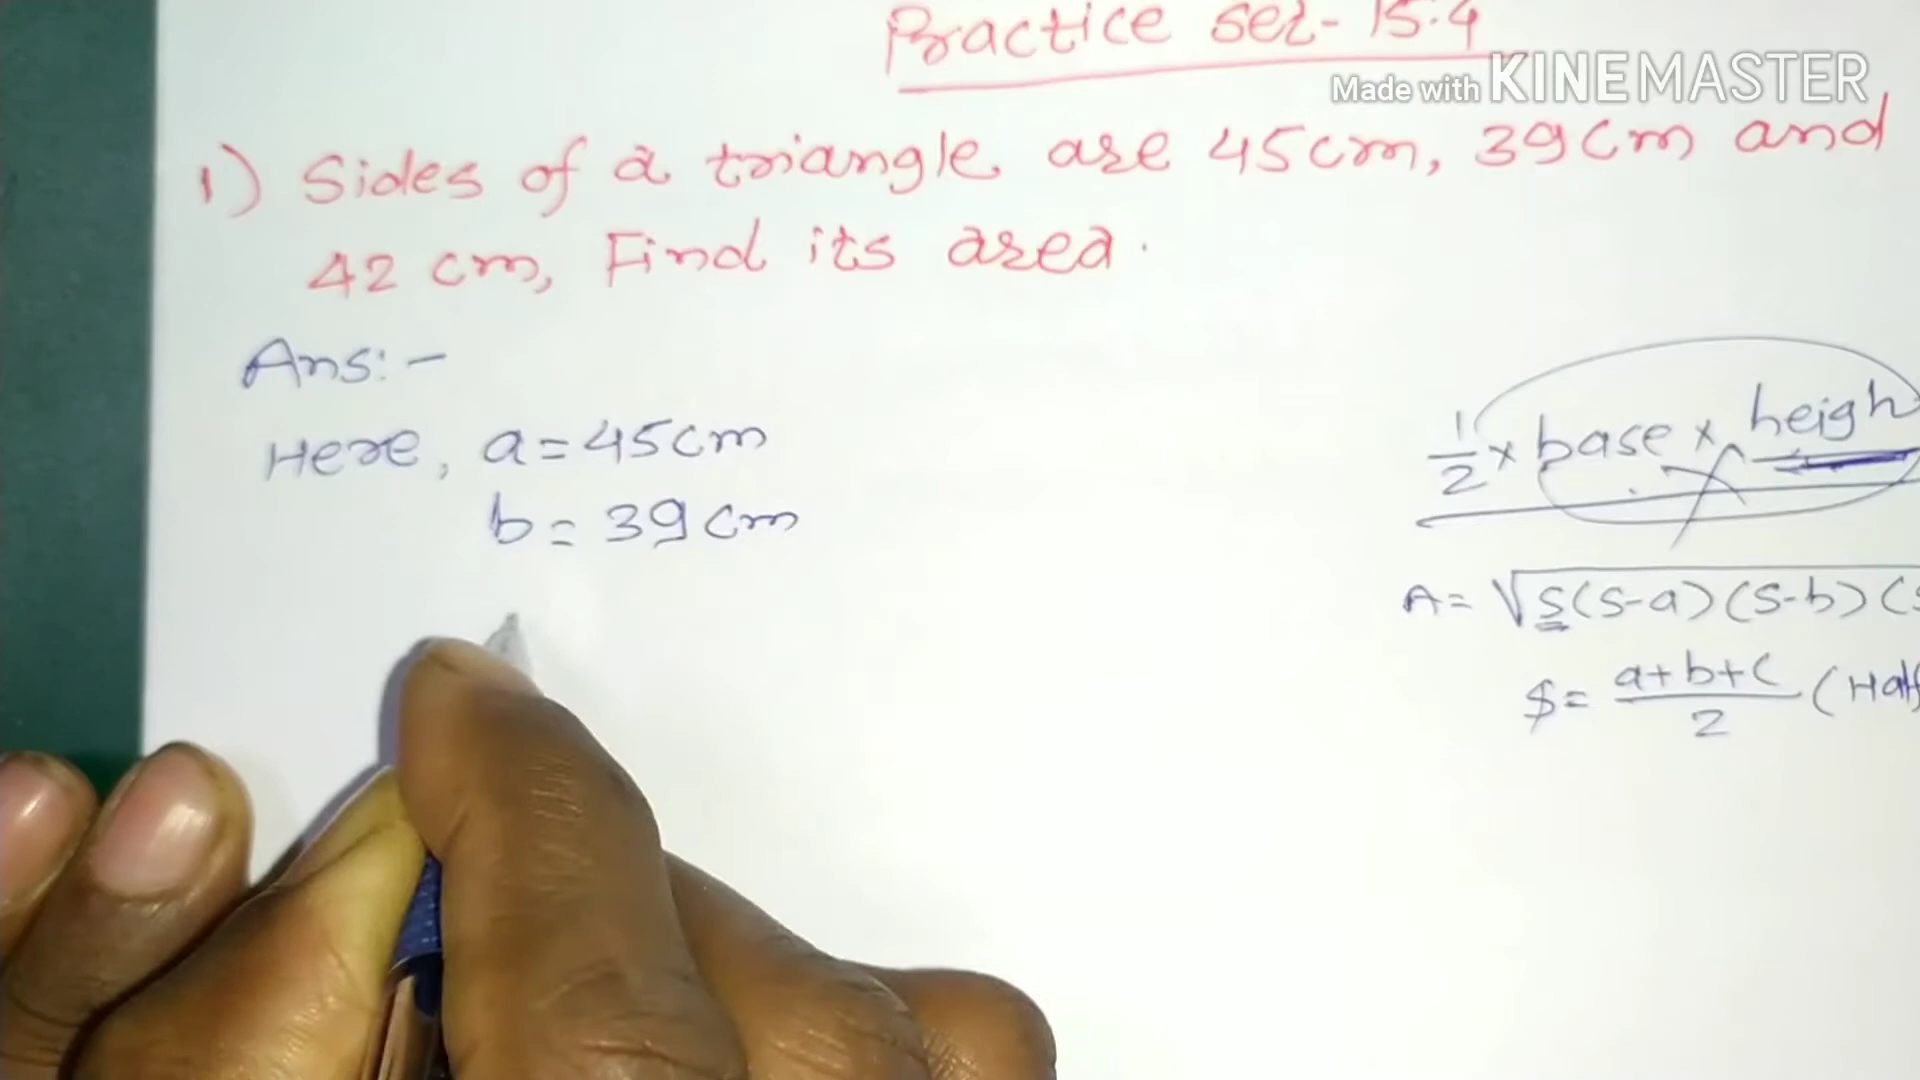 Practice set- 15.4
Made with KINEMASTER
1) Sides of a triangle are 45cm, 39cm and
42 cm, Find its area.
Ans:-
Here, a=45cm
b=39cm
1/2 × base × heigh
A= √s(s-a)(s-b)(s
$= a+b+c/2 (Half